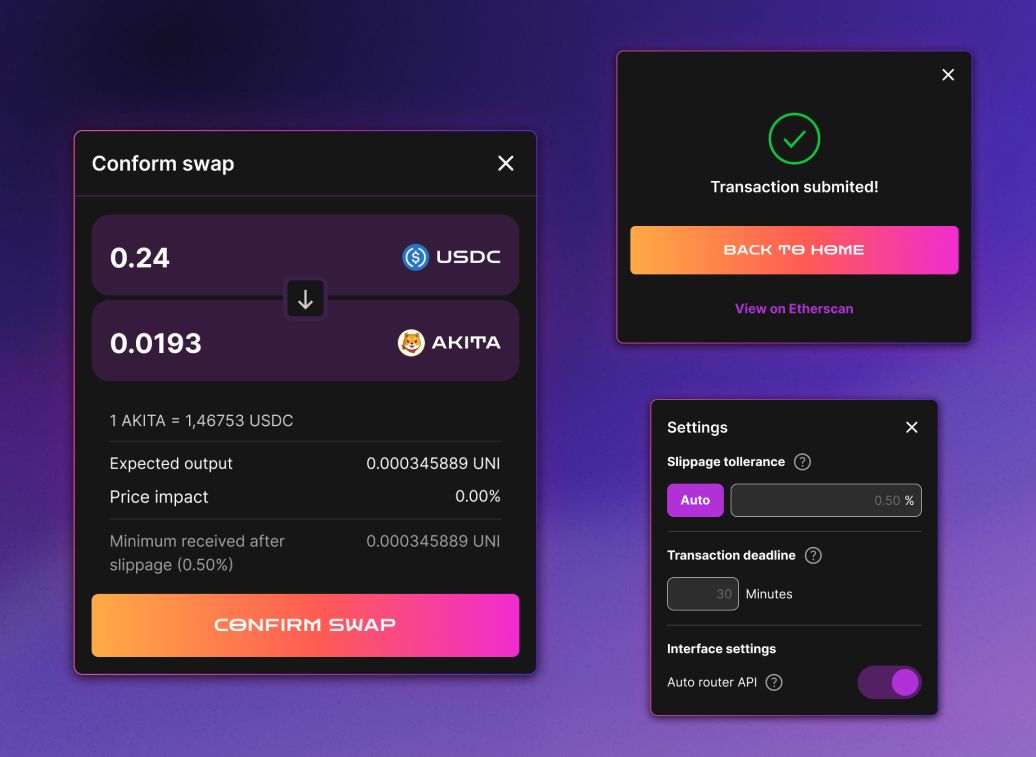 Conform swap
0.24
USDC
0.0193
AKITA
1 AKITA = 1,46753 USDC
Expected output 0.000345889 UNI
Price impact 0.00%
Minimum received after 0.000345889 UNI
slippage (0.50%)
CONFIRM SWAP
Transaction submited!
BACK TO HOME
View on Etherscan
Settings
Slippage tollerance ?
Auto 0.50 %
Transaction deadline ?
30 Minutes
Interface settings
Auto router API ?